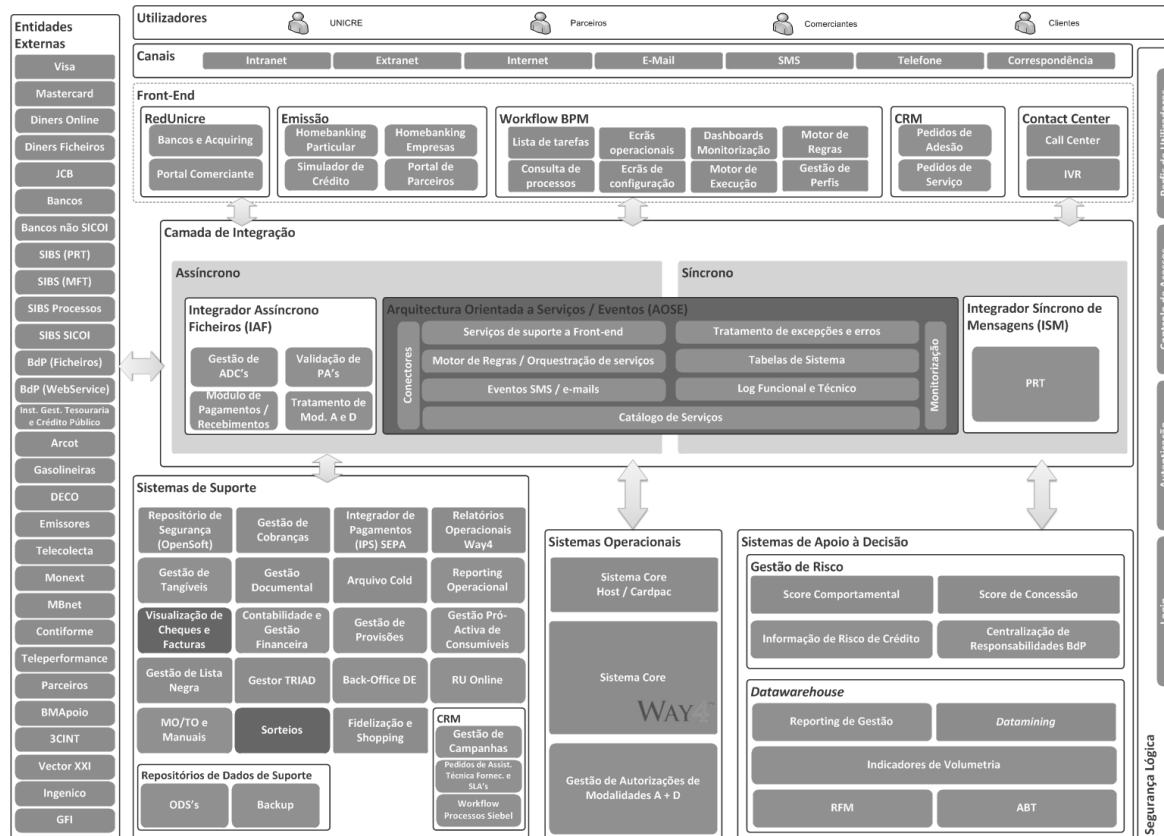 Entidades
Externas
Visa
Mastercard
Diners Online
Diners Ficheiros
JCB
Bancos
Bancos não SICOI
SIBS (PRT)
SIBS (MFT)
SIBS Processos
SIBS SICOI
BdP (Ficheiros)
BdP (WebService)
Inst. Gest. Tesouraria
e Crédito Público
Arcot
Gasolineiras
DECO
Emissores
Telecolecta
Monext
MBnet
Contiforme
Teleperformance
Parceiros
BMApoio
3CINT
Vector XXI
Ingenico
GFI
Utilizadores
UNICRE
Parceiros
Comerciantes
Clientes
Canais
Intranet
Extranet
Internet
E-Mail
SMS
Telefone
Correspondência
Front-End
RedUnicre
Bancos e Acquiring
Portal Comerciante
Emissão
Homebanking
Particular
Homebanking
Empresas
Simulador de
Crédito
Portal de
Parceiros
Workflow BPM
Lista de tarefas
Ecrãs
operacionais
Dashboards
Monitorização
Motor de
Regras
Consulta de
processos
Ecrãs de
configuração
Motor de
Execução
Gestão de
Perfis
CRM
Pedidos de
Adesão
Pedidos de
Serviço
Contact Center
Call Center
IVR
Camada de Integração
Assíncrono
Síncrono
Integrador Assíncrono
Ficheiros (IAF)
Gestão de
ADC's
Validação de
PA's
Módulo de
Pagamentos /
Recebimentos
Tratamento de
Mod. A e D
Arquitectura Orientada a Serviços / Eventos (AOSE)
Conectores
Serviços de suporte a Front-end
Tratamento de excepções e erros
Motor de Regras / Orquestração de serviços
Tabelas de Sistema
Eventos SMS / e-mails
Log Funcional e Técnico
Catálogo de Serviços
Monitorização
Integrador Síncrono de
Mensagens (ISM)
PRT
Sistemas de Suporte
Repositório de
Segurança
(OpenSoft)
Gestão de
Cobranças
Integrador de
Pagamentos
(IPS) SEPA
Relatórios
Operacionais
Way4
Gestão de
Tangíveis
Gestão
Documental
Arquivo Cold
Reporting
Operacional
Visualização de
Cheques e
Facturas
Contabilidade e
Gestão
Financeira
Gestão de
Provisões
Gestão Pró-
Activa de
Consumíveis
Gestão de Lista
Negra
Gestor TRIAD
Back-Office DE
RU Online
MO/TO e
Manuais
Sorteios
Fidelização e
Shopping
CRM
Gestão de
Campanhas
Pedidos de Assist.
Técnica Fornec. e
SLA's
Workflow
Processos Siebel
Repositórios de Dados de Suporte
ODS's
Backup
Sistemas Operacionais
Sistema Core
Host / Cardpac
Sistema Core
WAY4
Gestão de Autorizações de
Modalidades A + D
Sistemas de Apoio à Decisão
Gestão de Risco
Score Comportamental
Score de Concessão
Informação de Risco de Crédito
Centralização de
Responsabilidades BdP
Datawarehouse
Reporting de Gestão
Datamining
Indicadores de Volumetria
RFM
ABT
Segurança Lógica